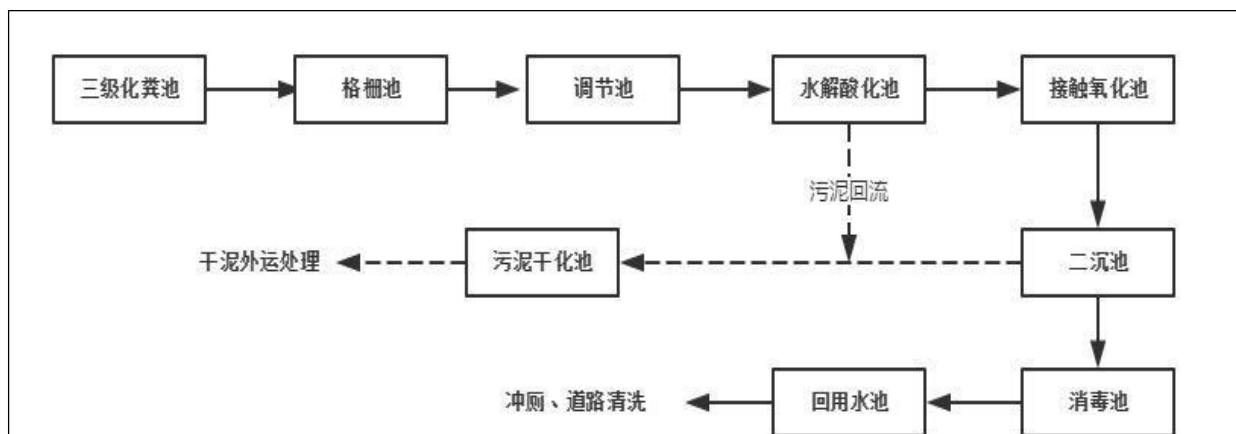 三级化粪池
格栅池
调节池
水解酸化池
接触氧化池
污泥回流
干泥外运处理
污泥干化池
二沉池
冲厕、道路清洗
回用水池
消毒池